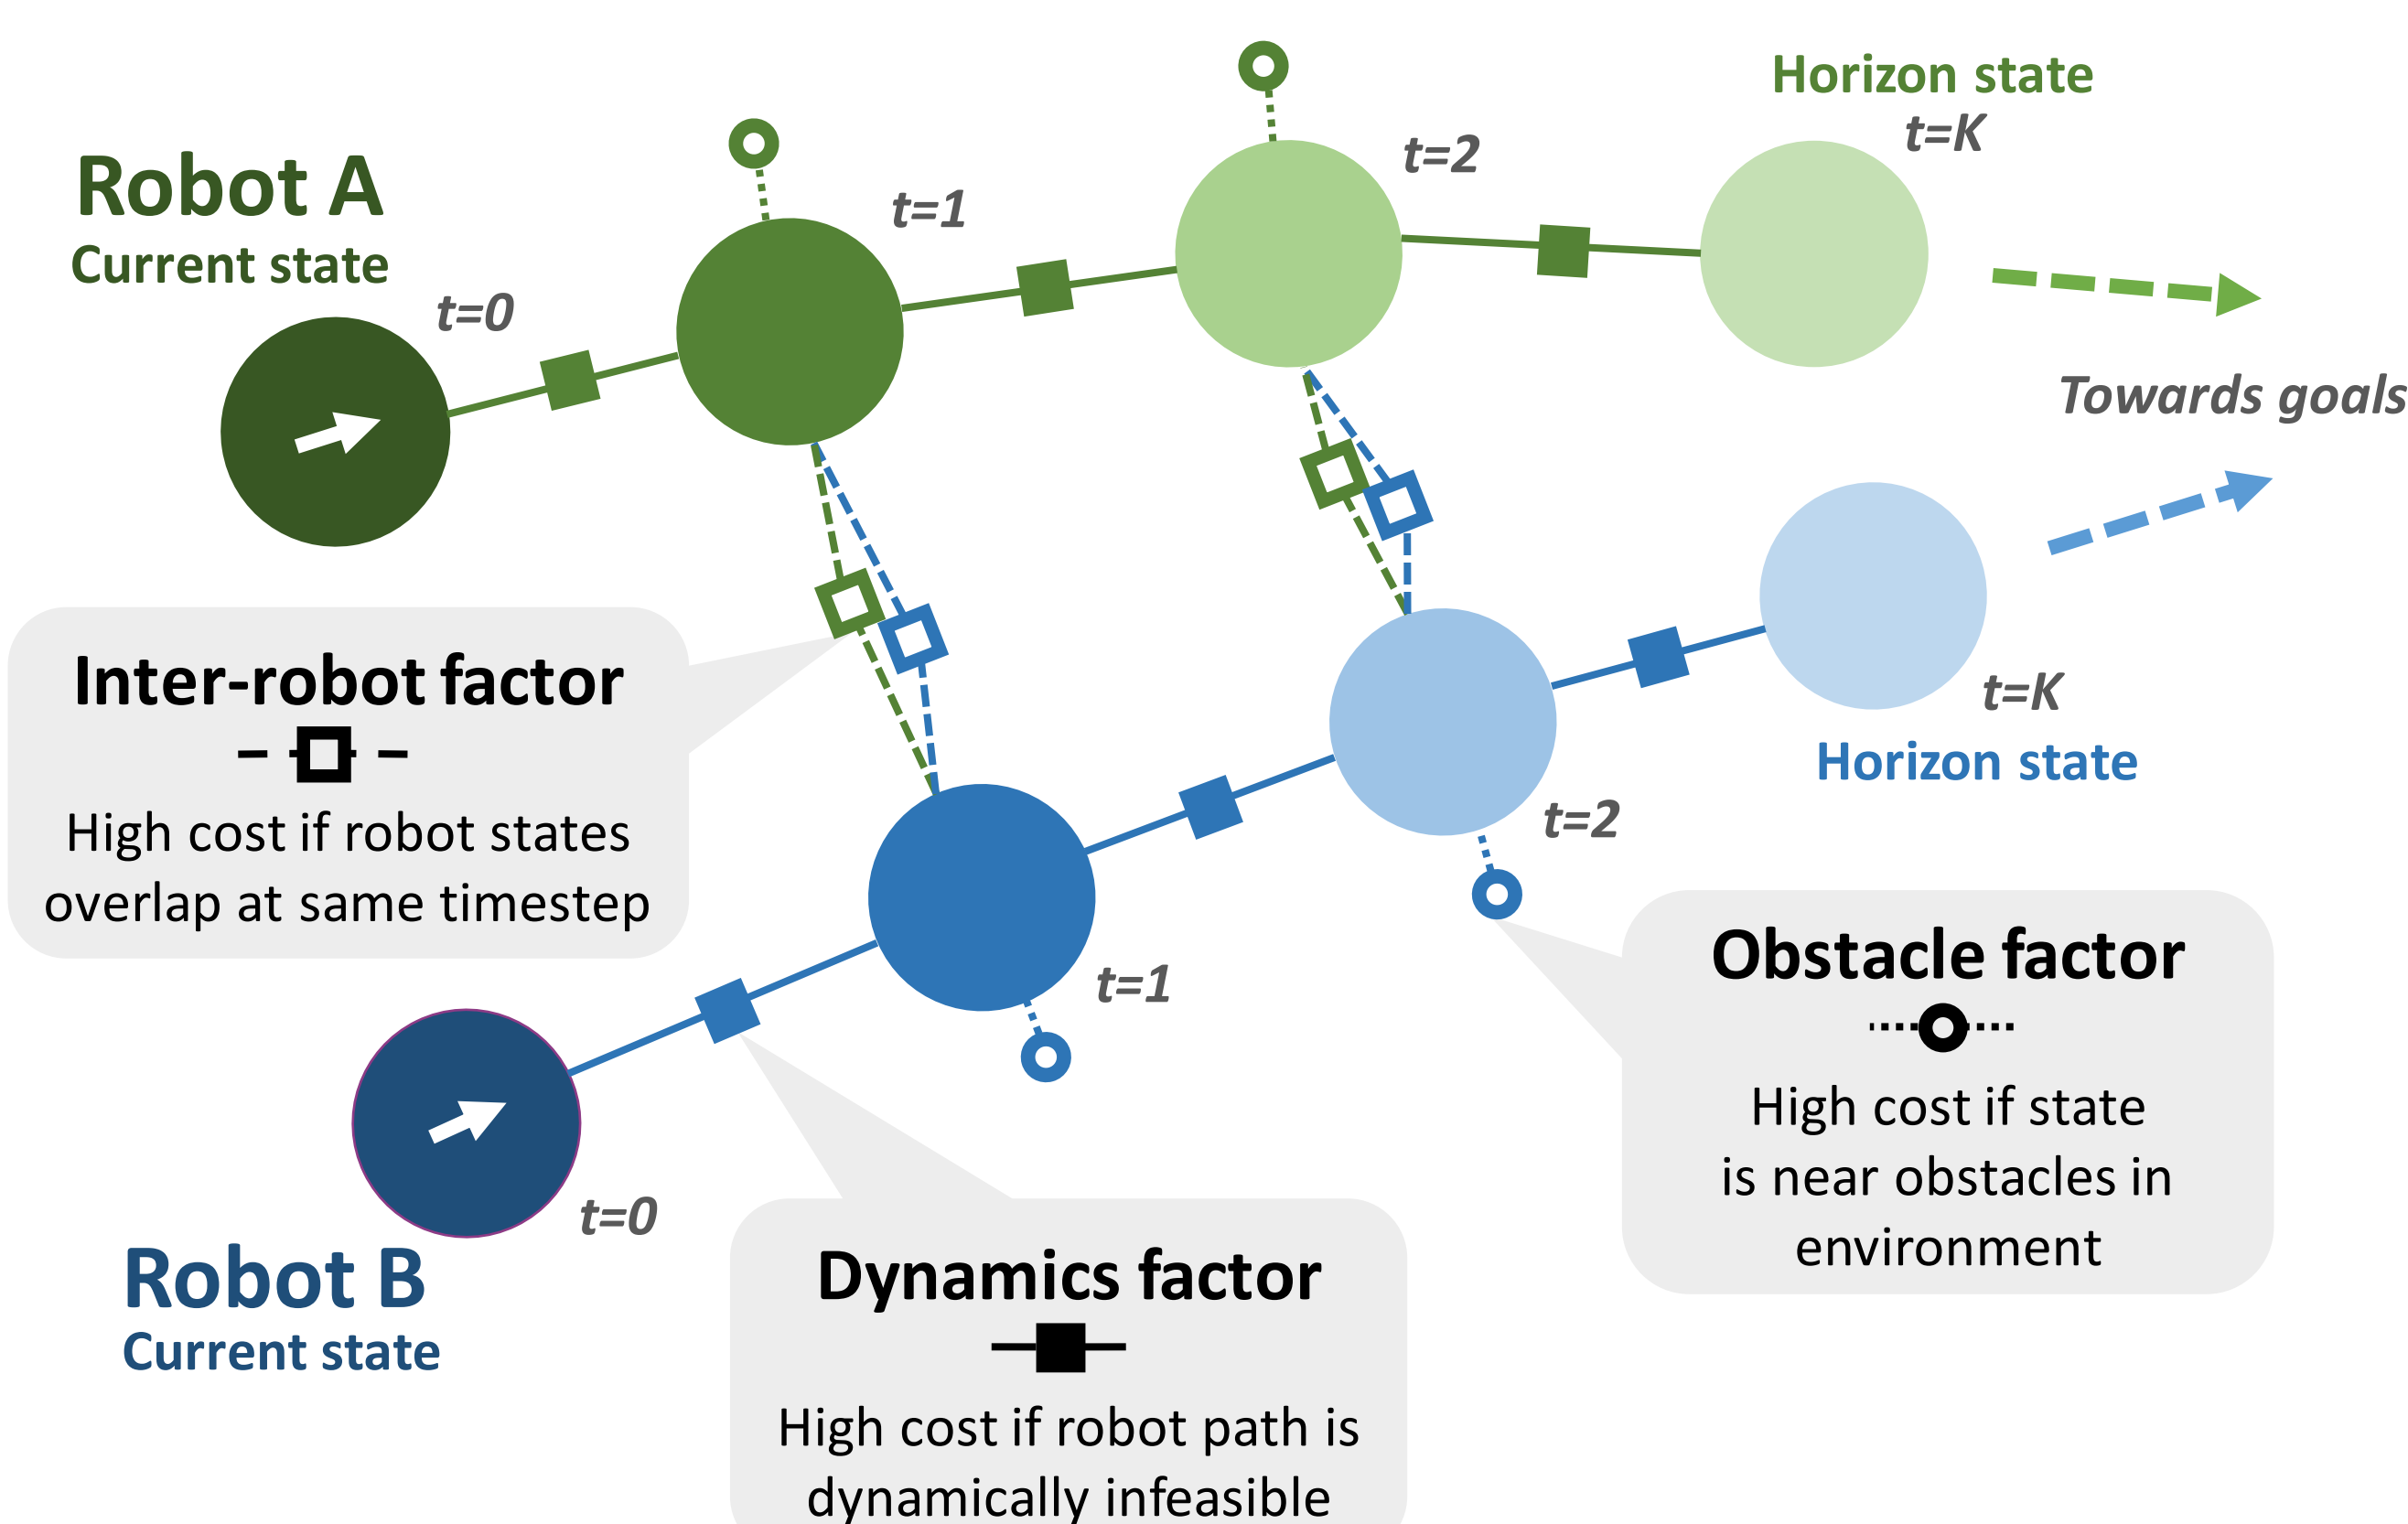 Horizon state
t=K
t=2
Robot A
Current state
t=1
t=0
Towards goals
Inter-robot factor
High cost if robot states
overlap at same timestep
t=K
Horizon state
t=2
Obstacle factor
High cost if state
is near obstacles in
environment
t=1
t=0
Robot B
Current state
Dynamics factor
High cost if robot path is
dynamically infeasible